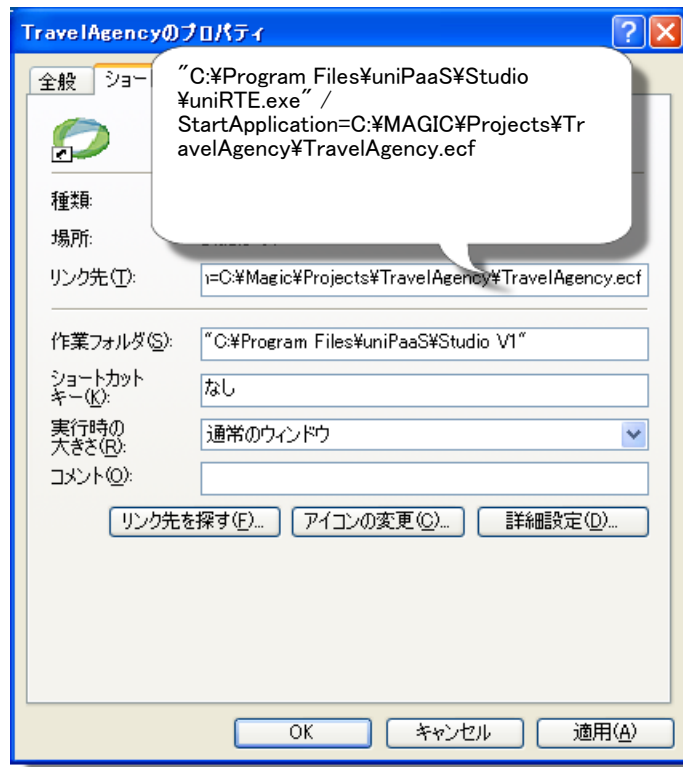 TravelAgencyのプロパティ
全般
ショート
"C:¥Program Files¥uniPaaS¥Studio
¥uniRTE.exe" /
StartApplication=C:¥MAGIC¥Projects¥Tr
avelAgency¥TravelAgency.ecf
種類:
場所:
リンク先(T): n=C:¥Magic¥Projects¥TravelAgency¥TravelAgency.ecf
作業フォルダ(S): "C:¥Program Files¥uniPaaS¥Studio V1"
ショートカット
キー(K): なし
実行時の
大きさ(R): 通常のウィンドウ
コメント(O):
リンク先を探す(F)... アイコンの変更(C)... 詳細設定(D)...
OK キャンセル 適用(A)